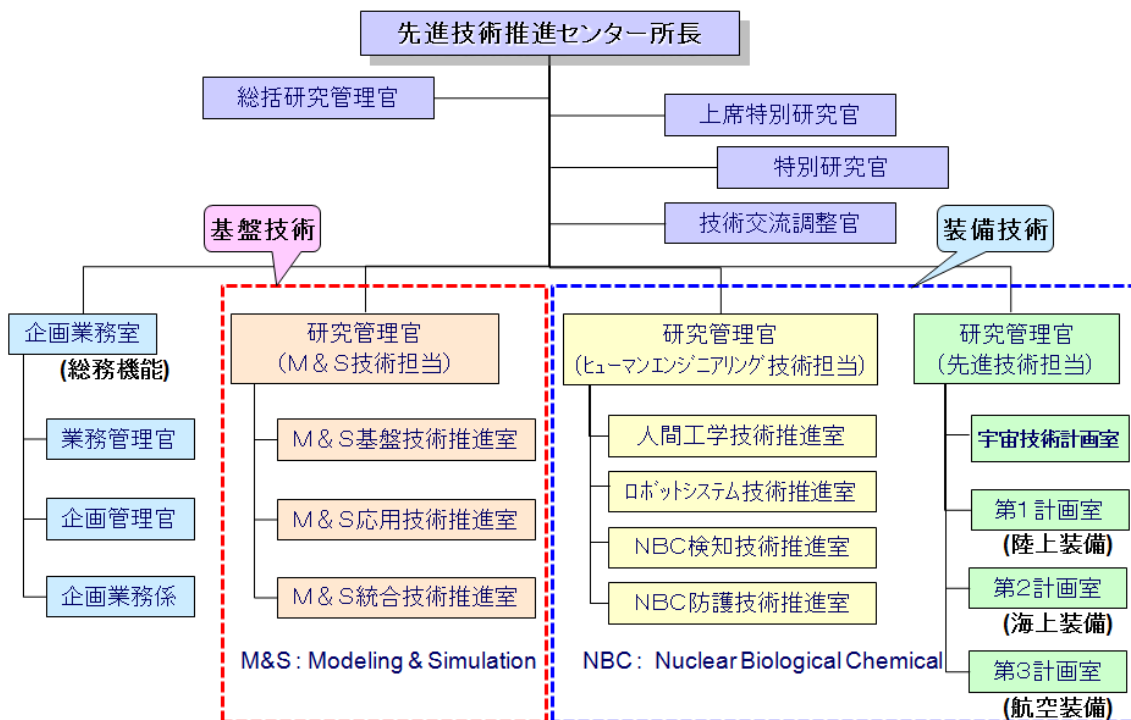 先進技術推進センター所長
総括研究管理官
上席特別研究官
特別研究官
技術交流調整官
基盤技術
装備技術
企画業務室
(総務機能)
業務管理官
企画管理官
企画業務係
研究管理官
(M&S技術担当)
M&S基盤技術推進室
M&S応用技術推進室
M&S統合技術推進室
M&S : Modeling & Simulation
研究管理官
(ﾋｭｰﾏﾝｴﾝｼﾞﾆｱﾘﾝｸﾞ技術担当)
人間工学技術推進室
ﾛﾎﾞｯﾄｼｽﾃﾑ技術推進室
NBC検知技術推進室
NBC防護技術推進室
NBC : Nuclear Biological Chemical
研究管理官
(先進技術担当)
宇宙技術計画室
第1計画室
(陸上装備)
第2計画室
(海上装備)
第3計画室
(航空装備)